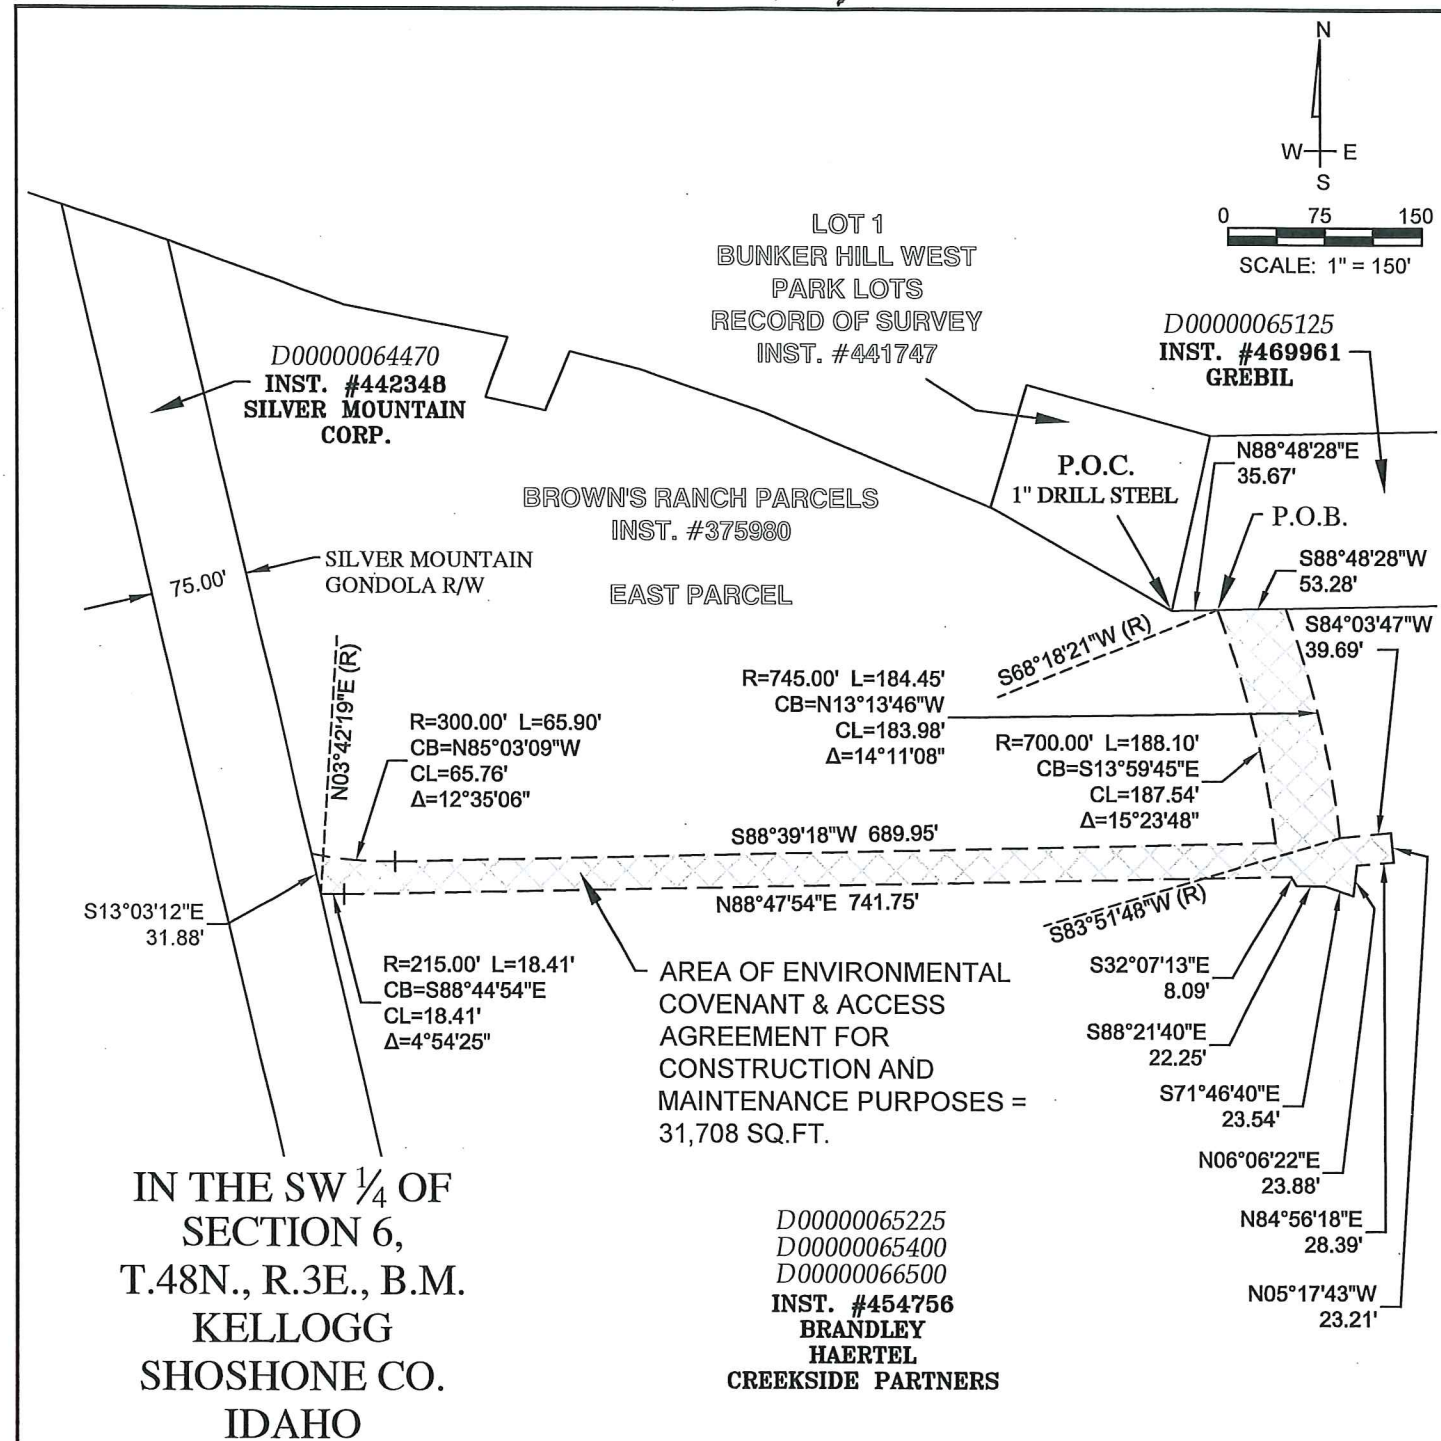 N
W E
S
0 75 150
SCALE: 1" = 150'
LOT 1
BUNKER HILL WEST
PARK LOTS
RECORD OF SURVEY
INST. #441747
D00000065125
INST. #469961
GREBIL
D00000064470
INST. #442348
SILVER MOUNTAIN
CORP.
P.O.C.
1" DRILL STEEL
N88°48'28"E
35.67'
P.O.B.
BROWN'S RANCH PARCELS
INST. #375980
EAST PARCEL
SILVER MOUNTAIN
GONDOLA R/W
75.00'
S88°48'28"W
53.28'
S84°03'47"W
39.69'
S68°18'21"W (R)
N03°42'19"E (R)
R=745.00' L=184.45'
CB=N13°13'46"W
CL=183.98'
Δ=14°11'08"
R=300.00' L=65.90'
CB=N85°03'09"W
CL=65.76'
Δ=12°35'06"
R=700.00' L=188.10'
CB=S13°59'45"E
CL=187.54'
Δ=15°23'48"
S88°39'18"W 689.95'
N88°47'54"E 741.75'
S83°51'48"W (R)
S13°03'12"E
31.88'
R=215.00' L=18.41'
CB=S88°44'54"E
CL=18.41'
Δ=4°54'25"
AREA OF ENVIRONMENTAL
COVENANT & ACCESS
AGREEMENT FOR
CONSTRUCTION AND
MAINTENANCE PURPOSES =
31,708 SQ.FT.
S32°07'13"E
8.09'
S88°21'40"E
22.25'
S71°46'40"E
23.54'
N06°06'22"E
23.88'
N84°56'18"E
28.39'
N05°17'43"W
23.21'
IN THE SW ¼ OF
SECTION 6,
T.48N., R.3E., B.M.
KELLOGG
SHOSHONE CO.
IDAHO
D00000065225
D00000065400
D00000066500
INST. #454756
BRANDLEY
HAERTEL
CREEKSIDE PARTNERS